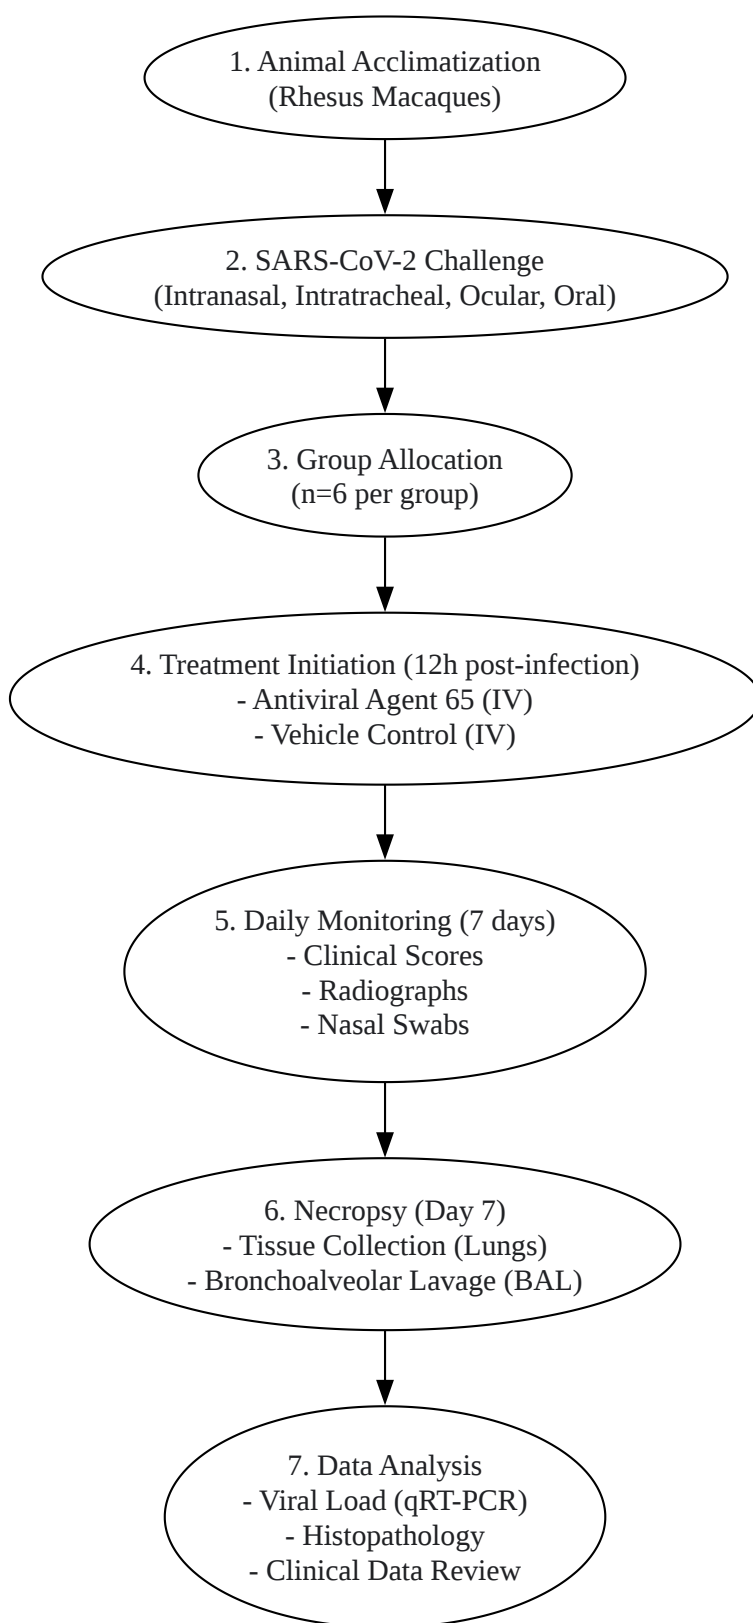 1. Animal Acclimatization
(Rhesus Macaques)
2. SARS-CoV-2 Challenge
(Intranasal, Intratracheal, Ocular, Oral)
3. Group Allocation
(n=6 per group)
4. Treatment Initiation (12h post-infection)
- Antiviral Agent 65 (IV)
- Vehicle Control (IV)
5. Daily Monitoring (7 days)
- Clinical Scores
- Radiographs
- Nasal Swabs
6. Necropsy (Day 7)
- Tissue Collection (Lungs)
- Bronchoalveolar Lavage (BAL)
7. Data Analysis
- Viral Load (qRT-PCR)
- Histopathology
- Clinical Data Review